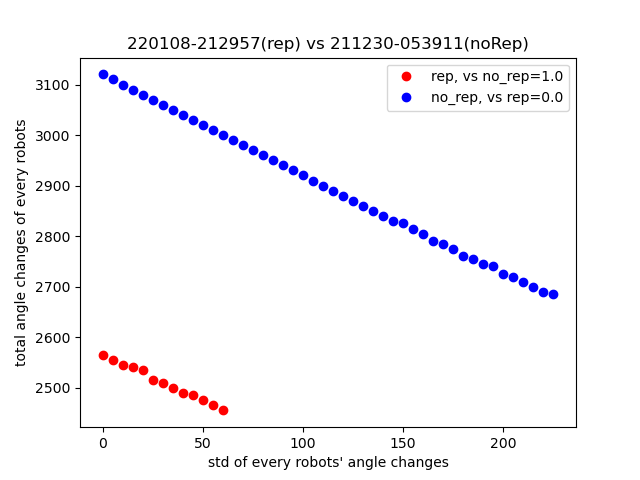 220108-212957(rep) vs 211230-053911(noRep)
rep, vs no_rep=1.0
no_rep, vs rep=0.0
total angle changes of every robots
3100
3000
2900
2800
2700
2600
2500
0 50 100 150 200
std of every robots' angle changes